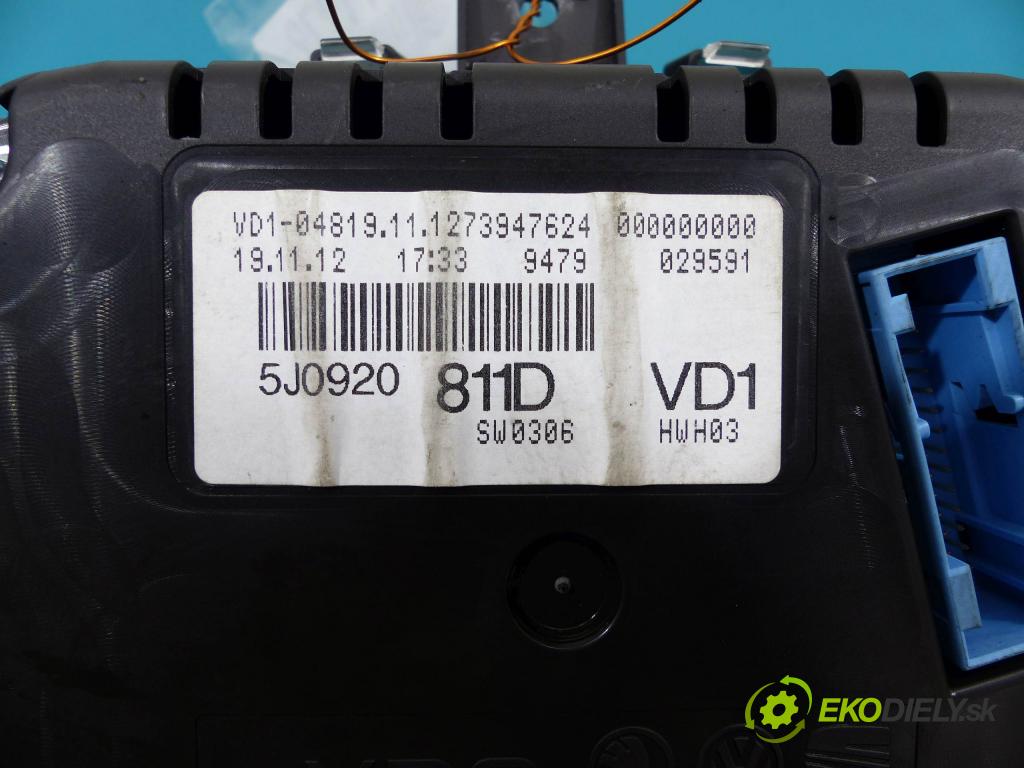 VD1-04819.11.1273947624 000000000
19.11.12 17:33 9479 029591
5J0920 811D VD1
SW0306 HWH03
EKODIELY.sk